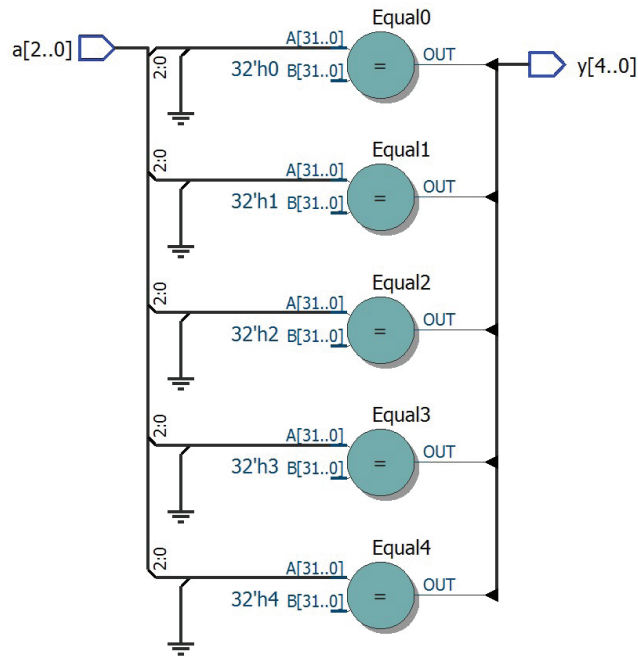 a[2..0]
2:0
Equal0
A[31..0]
32'h0 B[31..0]
OUT
y[4..0]
2:0
Equal1
A[31..0]
32'h1 B[31..0]
OUT
2:0
Equal2
A[31..0]
32'h2 B[31..0]
OUT
2:0
Equal3
A[31..0]
32'h3 B[31..0]
OUT
2:0
Equal4
A[31..0]
32'h4 B[31..0]
OUT
=
=
=
=
=